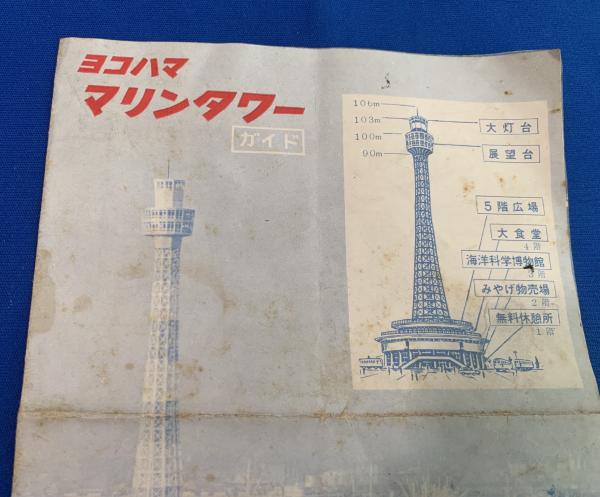 ヨコハマ
マリンタワー
ガイド
106m
103m
100m
90m
大灯台
展望台
5階広場
大食堂
4階
海洋科学博物館
3階
みやげ物売場
2階
無料休憩所
1階